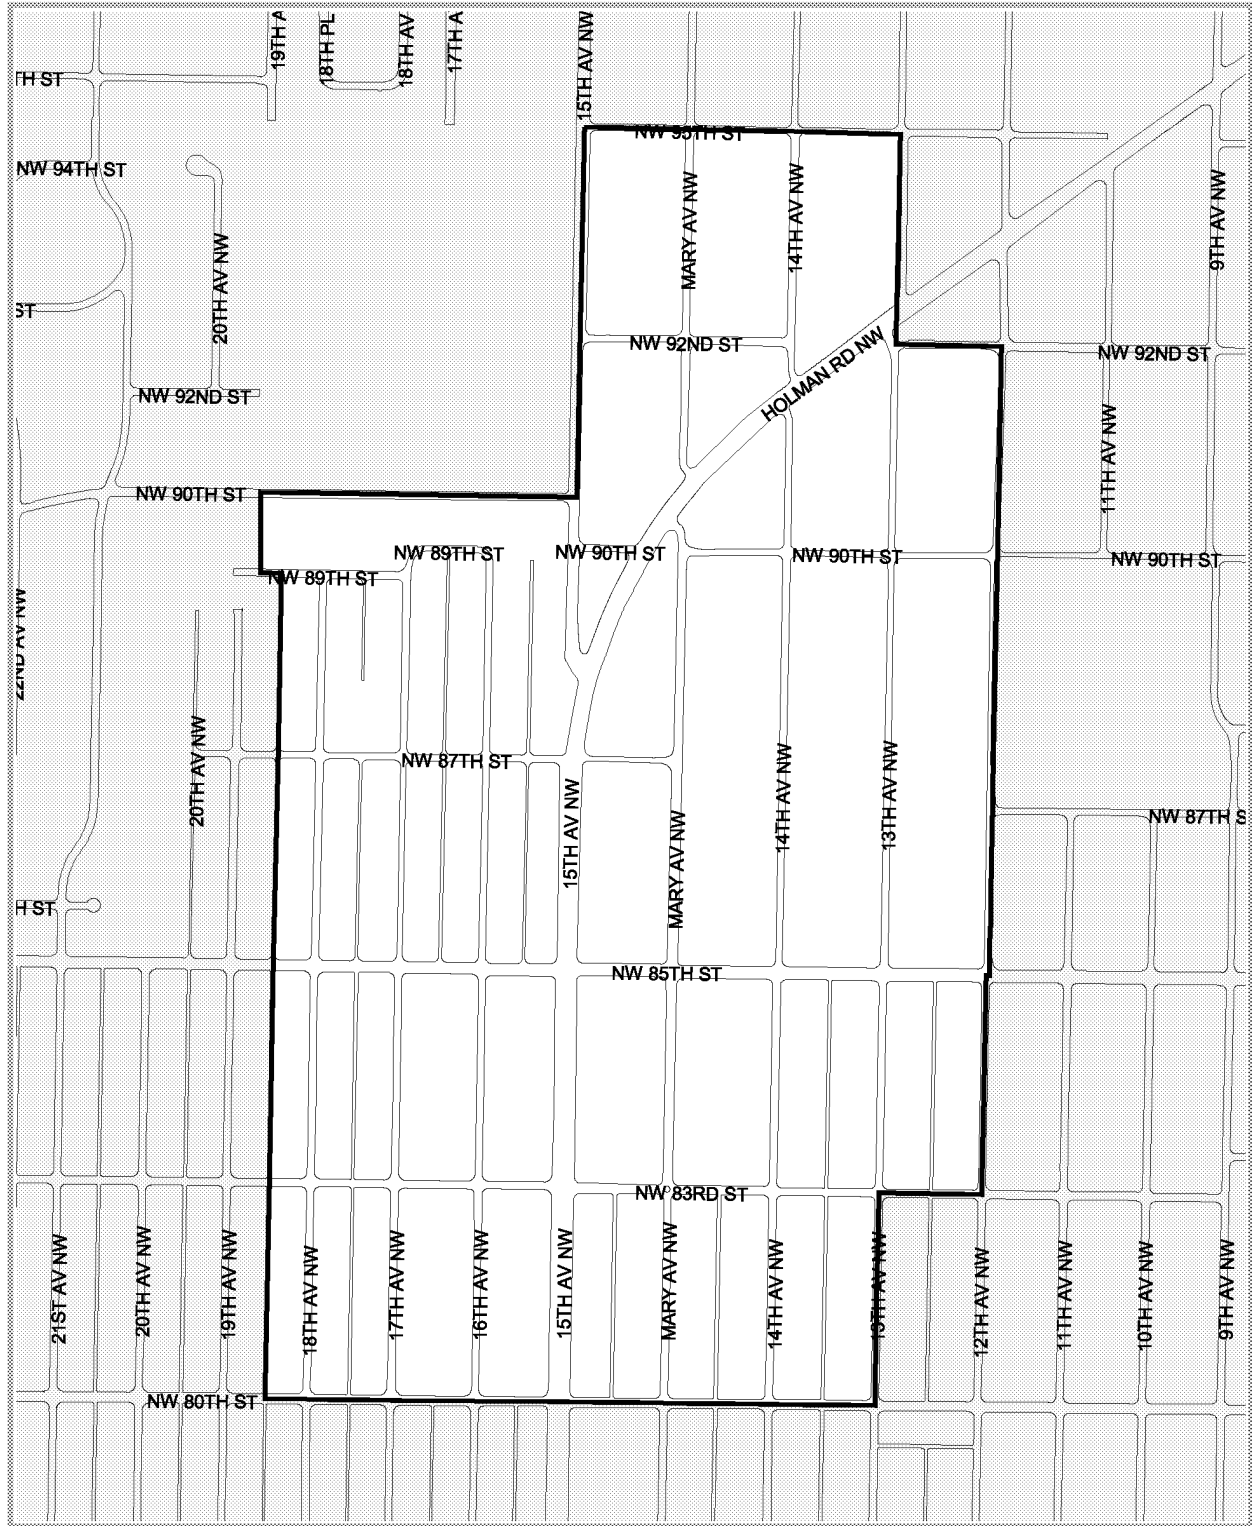 19TH A
18TH PL
18TH AV
17TH A
15TH AV NW
TH ST
NW 95TH ST
NW 94TH ST
MARY AV NW
14TH AV NW
9TH AV NW
20TH AV NW
ST
NW 92ND ST
HOLMAN RD NW
NW 92ND ST
NW 92ND ST
11TH AV NW
NW 90TH ST
NW 89TH ST
NW 90TH ST
NW 90TH ST
NW 90TH ST
NW 89TH ST
22ND AV NW
20TH AV NW
NW 87TH ST
14TH AV NW
13TH AV NW
15TH AV NW
MARY AV NW
NW 87TH S
H ST
NW 85TH ST
NW 83RD ST
21ST AV NW
20TH AV NW
19TH AV NW
18TH AV NW
17TH AV NW
16TH AV NW
15TH AV NW
MARY AV NW
14TH AV NW
13TH AV NW
12TH AV NW
11TH AV NW
10TH AV NW
9TH AV NW
NW 80TH ST